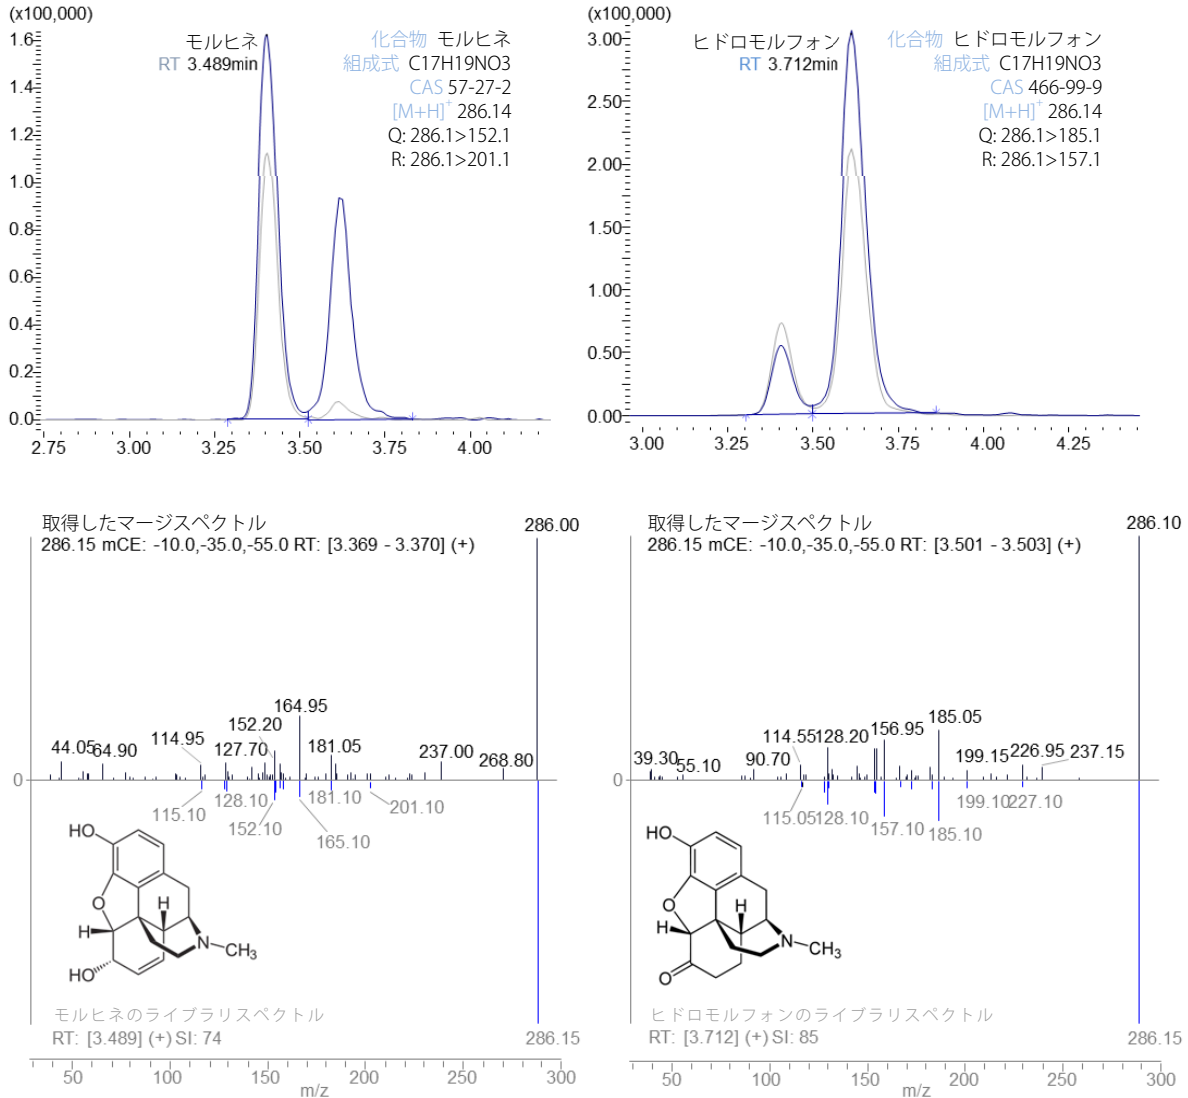 (x100,000)
モルヒネ
RT 3.489min
化合物 モルヒネ
組成式 C17H19NO3
CAS 57-27-2
[M+H]+ 286.14
Q: 286.1>152.1
R: 286.1>201.1
1.6
1.4
1.2
1.0
0.8
0.6
0.4
0.2
0.0
2.75 3.00 3.25 3.50 3.75 4.00
(x100,000)
ヒドロモルフォン
RT 3.712min
化合物 ヒドロモルフォン
組成式 C17H19NO3
CAS 466-99-9
[M+H]+ 286.14
Q: 286.1>185.1
R: 286.1>157.1
3.00
2.50
2.00
1.50
1.00
0.50
0.00
3.00 3.25 3.50 3.75 4.00 4.25
取得したマージスペクトル
286.15 mCE: -10.0,-35.0,-55.0 RT: [3.369 - 3.370] (+)
286.00
164.95
152.20
114.95
127.70
181.05
44.05
64.90
237.00
268.80
0
115.10
128.10
152.10
181.10
201.10
165.10
HO
O
H
H
N
CH3
HO
モルヒネのライブラリスペクトル
RT: [3.489] (+) SI: 74
286.15
50 100 150 200 250 300
m/z
取得したマージスペクトル
286.15 mCE: -10.0,-35.0,-55.0 RT: [3.501 - 3.503] (+)
286.10
185.05
156.95
114.55
128.20
199.15
226.95
237.15
39.30
55.10
90.70
0
115.05
128.10
157.10
185.10
199.10
227.10
HO
O
H
H
N
CH3
O
ヒドロモルフォンのライブラリスペクトル
RT: [3.712] (+) SI: 85
286.15
50 100 150 200 250 300
m/z